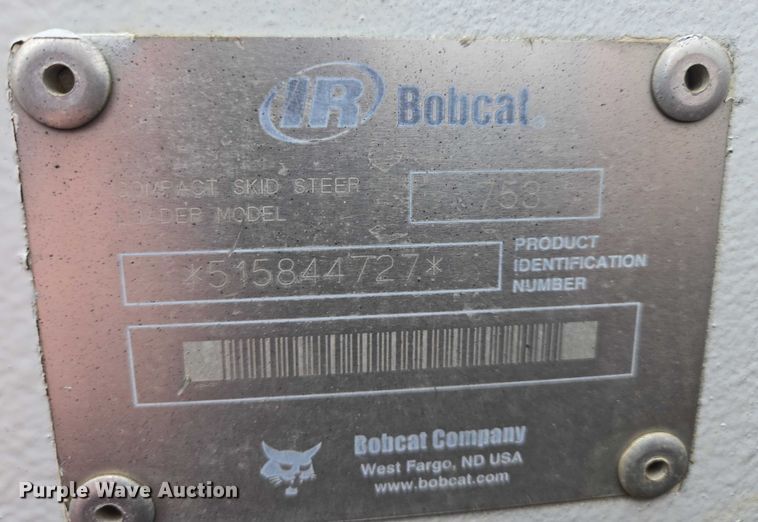 IR Bobcat®
COMPACT SKID STEER
LOADER MODEL
753
*515844727*
PRODUCT
IDENTIFICATION
NUMBER
Bobcat Company
West Fargo, ND USA
www.bobcat.com
Purple Wave Auction